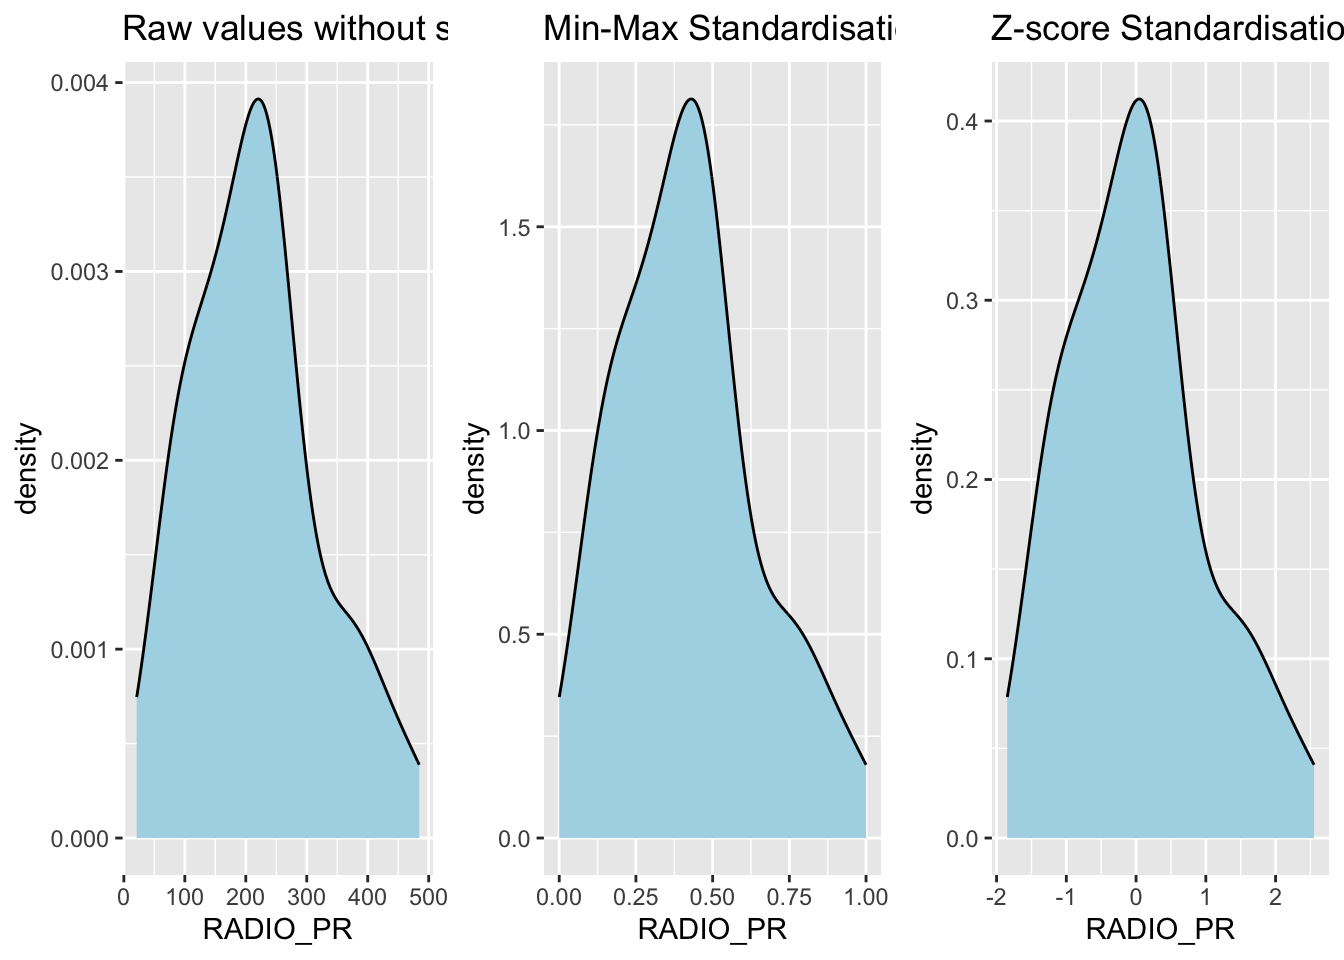 Raw values without s
0.004
0.003
0.002
0.001
0.000
density
0 100 200 300 400 500
RADIO_PR
Min-Max Standardisati
1.5
1.0
0.5
0.0
density
0.00 0.25 0.50 0.75 1.00
RADIO_PR
Z-score Standardisatio
0.4
0.3
0.2
0.1
0.0
density
-2 -1 0 1 2
RADIO_PR